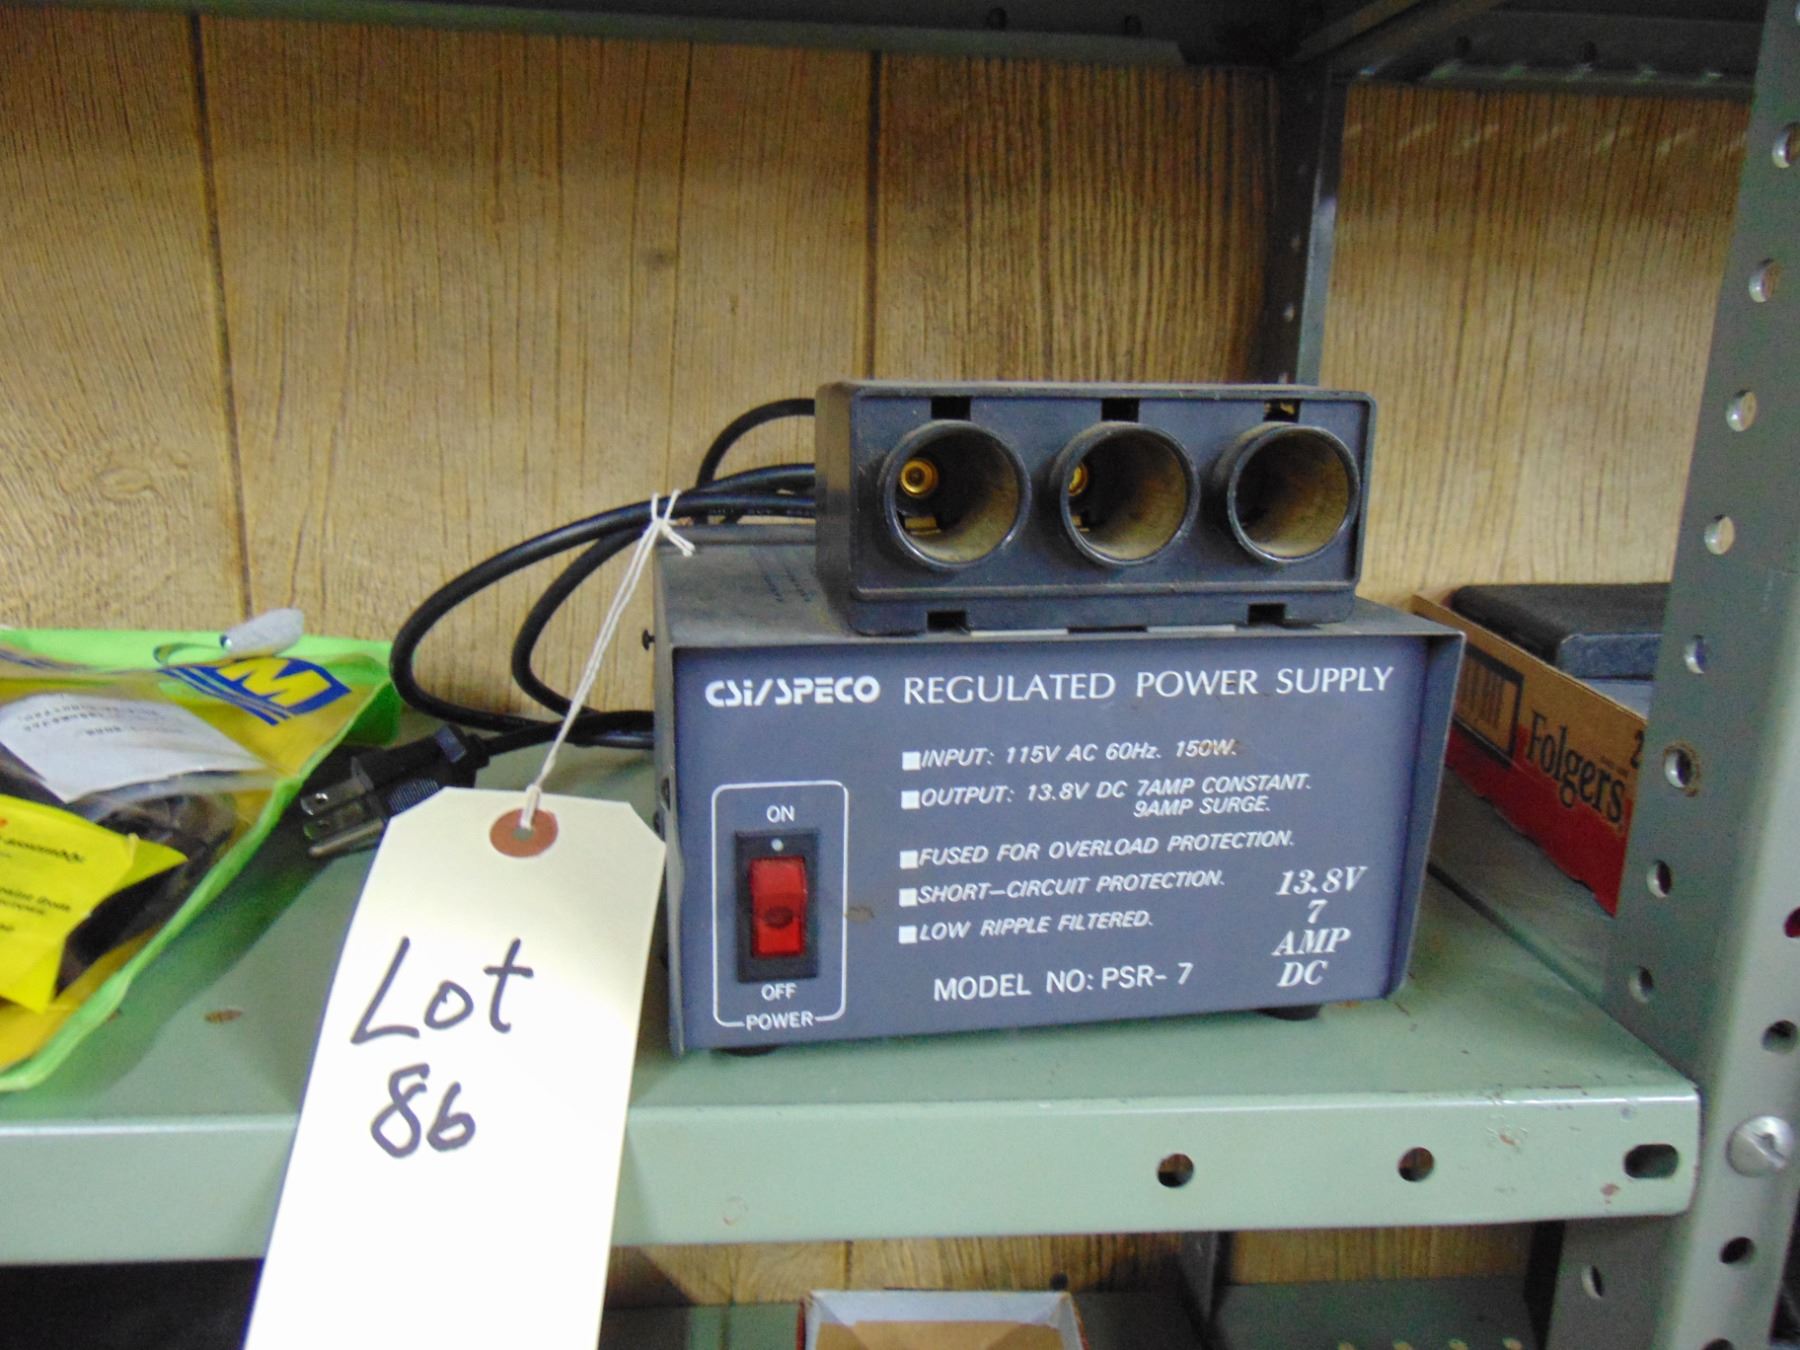 CSi/SPECO REGULATED POWER SUPPLY
INPUT: 115V AC 60Hz. 150W.
OUTPUT: 13.8V DC 7AMP CONSTANT.
9AMP SURGE.
FUSED FOR OVERLOAD PROTECTION.
SHORT-CIRCUIT PROTECTION.
LOW RIPPLE FILTERED.
MODEL NO: PSR-7
13.8V
7
AMP
DC
ON
OFF
POWER
Lot
86
M
Folgers